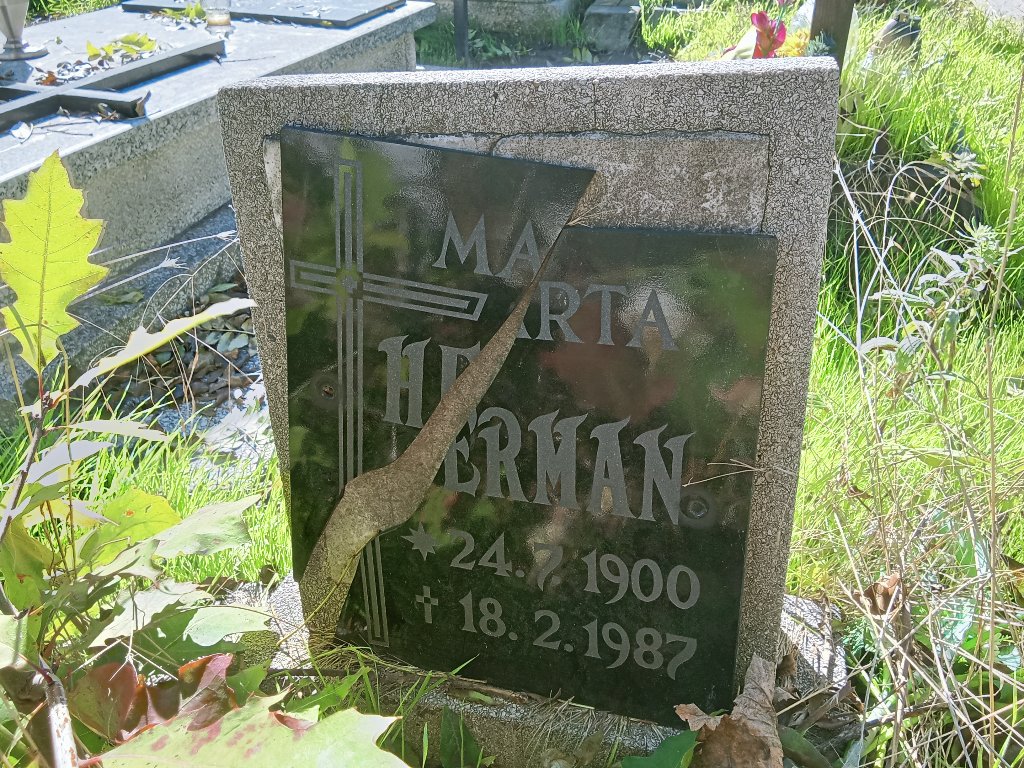 MARTA
HERMAN
24. 7. 1900
18. 2. 1987